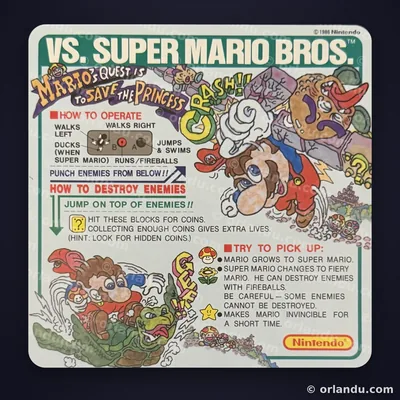 © 1986 Nintendo
VS. SUPER MARIO BROS.™
MARIO'S QUEST IS
TO SAVE THE PRINCESS
CRASH!!
HOW TO OPERATE
WALKS LEFT
WALKS RIGHT
DUCKS (WHEN SUPER MARIO)
JUMPS & SWIMS
RUNS/FIREBALLS
PUNCH ENEMIES FROM BELOW!!
HOW TO DESTROY ENEMIES
JUMP ON TOP OF ENEMIES!!
?!
? HIT THESE BLOCKS FOR COINS.
COLLECTING ENOUGH COINS GIVES EXTRA LIVES
(HINT: LOOK FOR HIDDEN COINS.)
TRY TO PICK UP:
MARIO GROWS TO SUPER MARIO.
SUPER MARIO CHANGES TO FIERY
MARIO. HE CAN DESTROY ENEMIES
WITH FIREBALLS.
BE CAREFUL – SOME ENEMIES
CANNOT BE DESTROYED.
MAKES MARIO INVINCIBLE FOR
A SHORT TIME.
Nintendo
© orlandu.com